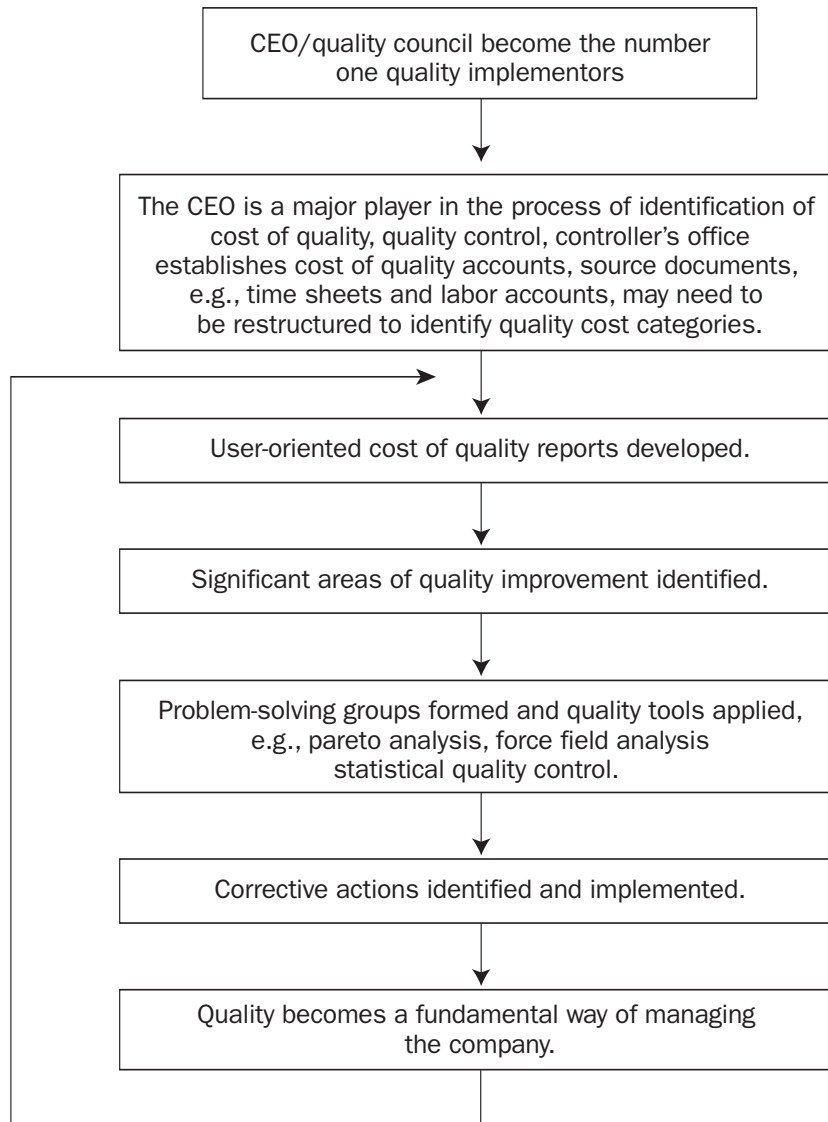 CEO/quality council become the number
one quality implementors
The CEO is a major player in the process of identification of
cost of quality, quality control, controller’s office
establishes cost of quality accounts, source documents,
e.g., time sheets and labor accounts, may need to
be restructured to identify quality cost categories.
User-oriented cost of quality reports developed.
Significant areas of quality improvement identified.
Problem-solving groups formed and quality tools applied,
e.g., pareto analysis, force field analysis
statistical quality control.
Corrective actions identified and implemented.
Quality becomes a fundamental way of managing
the company.